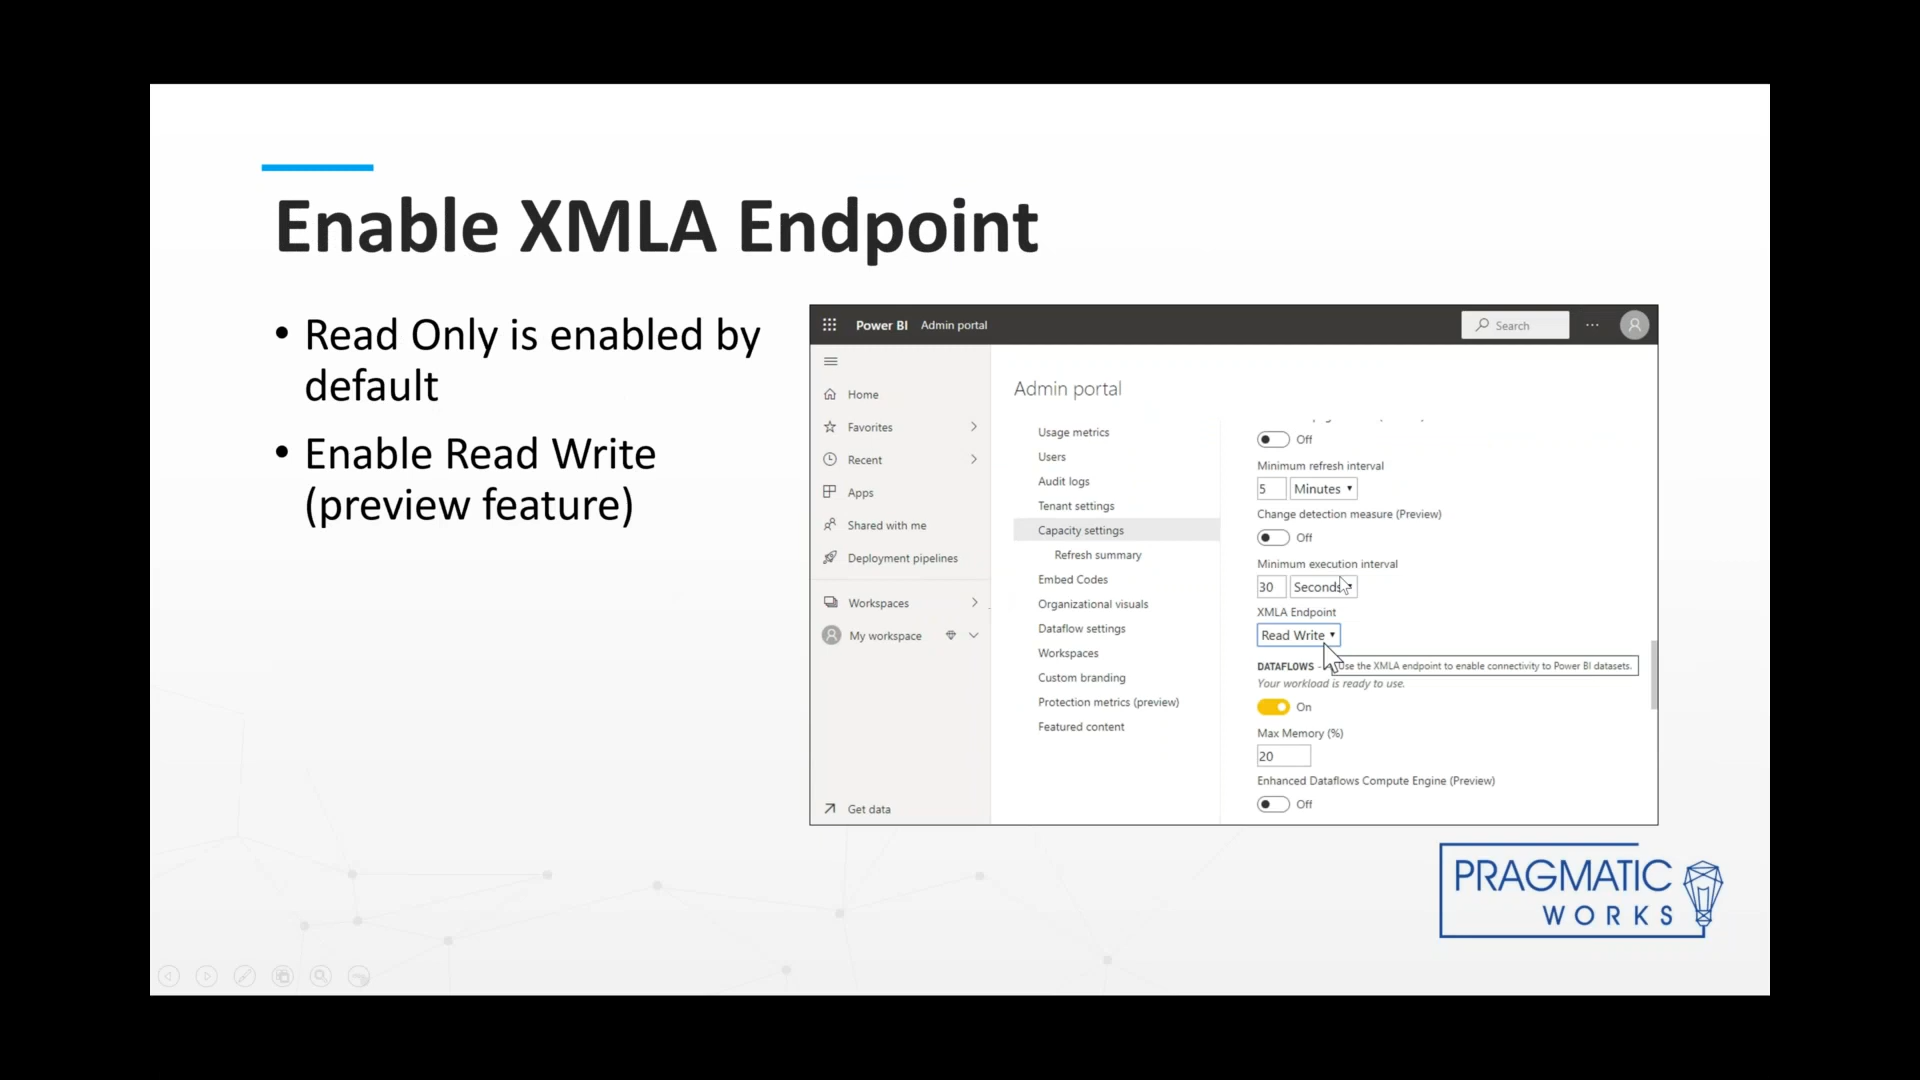 Enable XMLA Endpoint
• Read Only is enabled by
default
• Enable Read Write
(preview feature)
Power BI Admin portal
Search
Home
Favorites
Recent
Apps
Shared with me
Deployment pipelines
Workspaces
My workspace
Get data
Admin portal
Usage metrics
Users
Audit logs
Tenant settings
Capacity settings
Refresh summary
Embed Codes
Organizational visuals
Dataflow settings
Workspaces
Custom branding
Protection metrics (preview)
Featured content
Off
Minimum refresh interval
5 Minutes
Change detection measure (Preview)
Off
Minimum execution interval
30 Seconds
XMLA Endpoint
Read Write
DATAFLOWS -
Use the XMLA endpoint to enable connectivity to Power BI datasets.
Your workload is ready to use.
On
Max Memory (%)
20
Enhanced Dataflows Compute Engine (Preview)
Off
PRAGMATIC
WORKS